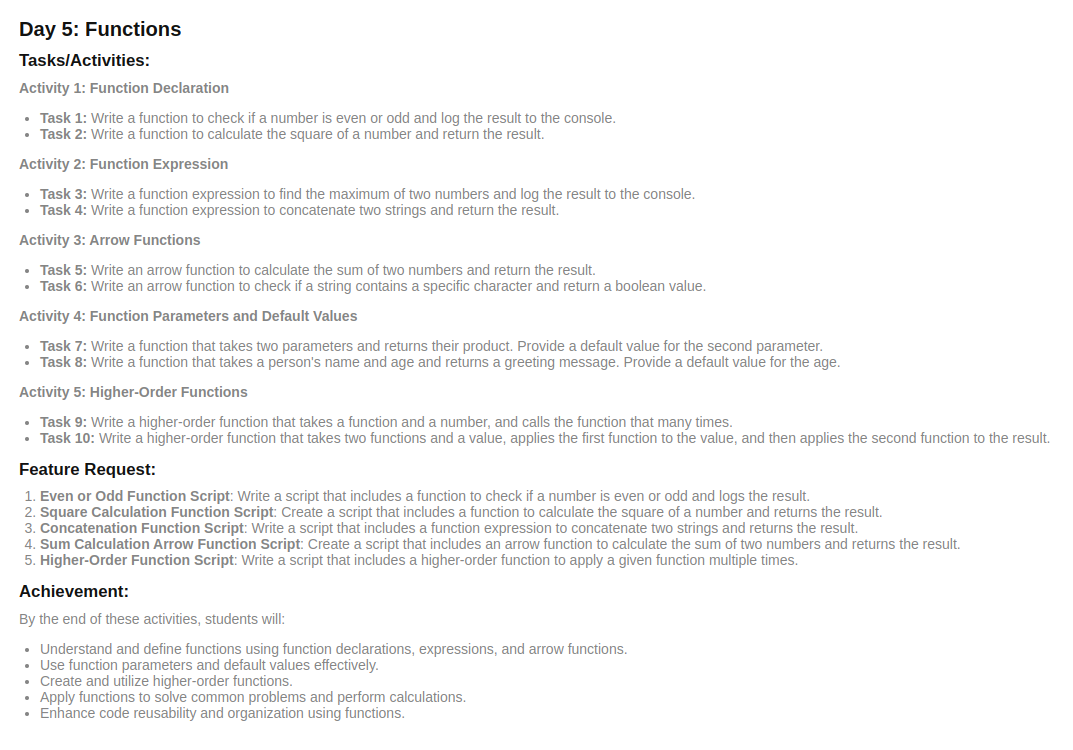 Day 5: Functions
Tasks/Activities:
Activity 1: Function Declaration
• Task 1: Write a function to check if a number is even or odd and log the result to the console.
• Task 2: Write a function to calculate the square of a number and return the result.
Activity 2: Function Expression
• Task 3: Write a function expression to find the maximum of two numbers and log the result to the console.
• Task 4: Write a function expression to concatenate two strings and return the result.
Activity 3: Arrow Functions
• Task 5: Write an arrow function to calculate the sum of two numbers and return the result.
• Task 6: Write an arrow function to check if a string contains a specific character and return a boolean value.
Activity 4: Function Parameters and Default Values
• Task 7: Write a function that takes two parameters and returns their product. Provide a default value for the second parameter.
• Task 8: Write a function that takes a person's name and age and returns a greeting message. Provide a default value for the age.
Activity 5: Higher-Order Functions
• Task 9: Write a higher-order function that takes a function and a number, and calls the function that many times.
• Task 10: Write a higher-order function that takes two functions and a value, applies the first function to the value, and then applies the second function to the result.
Feature Request:
1. Even or Odd Function Script: Write a script that includes a function to check if a number is even or odd and logs the result.
2. Square Calculation Function Script: Create a script that includes a function to calculate the square of a number and returns the result.
3. Concatenation Function Script: Write a script that includes a function expression to concatenate two strings and returns the result.
4. Sum Calculation Arrow Function Script: Create a script that includes an arrow function to calculate the sum of two numbers and returns the result.
5. Higher-Order Function Script: Write a script that includes a higher-order function to apply a given function multiple times.
Achievement:
By the end of these activities, students will:
• Understand and define functions using function declarations, expressions, and arrow functions.
• Use function parameters and default values effectively.
• Create and utilize higher-order functions.
• Apply functions to solve common problems and perform calculations.
• Enhance code reusability and organization using functions.